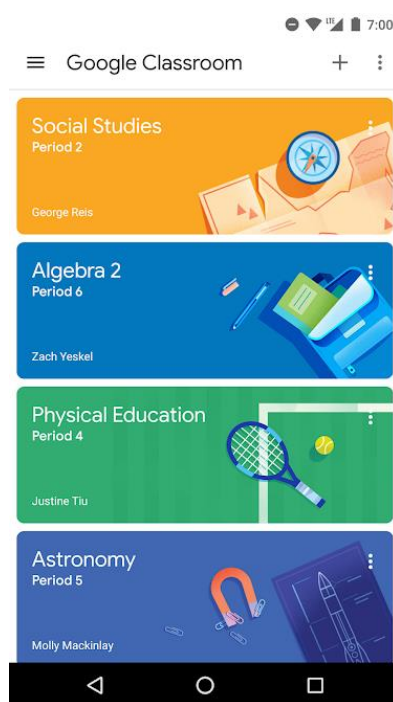 LTE 7:00
Google Classroom
Social Studies
Period 2
George Reis
Algebra 2
Period 6
Zach Yeskel
Physical Education
Period 4
Justine Tiu
Astronomy
Period 5
Molly Mackinlay